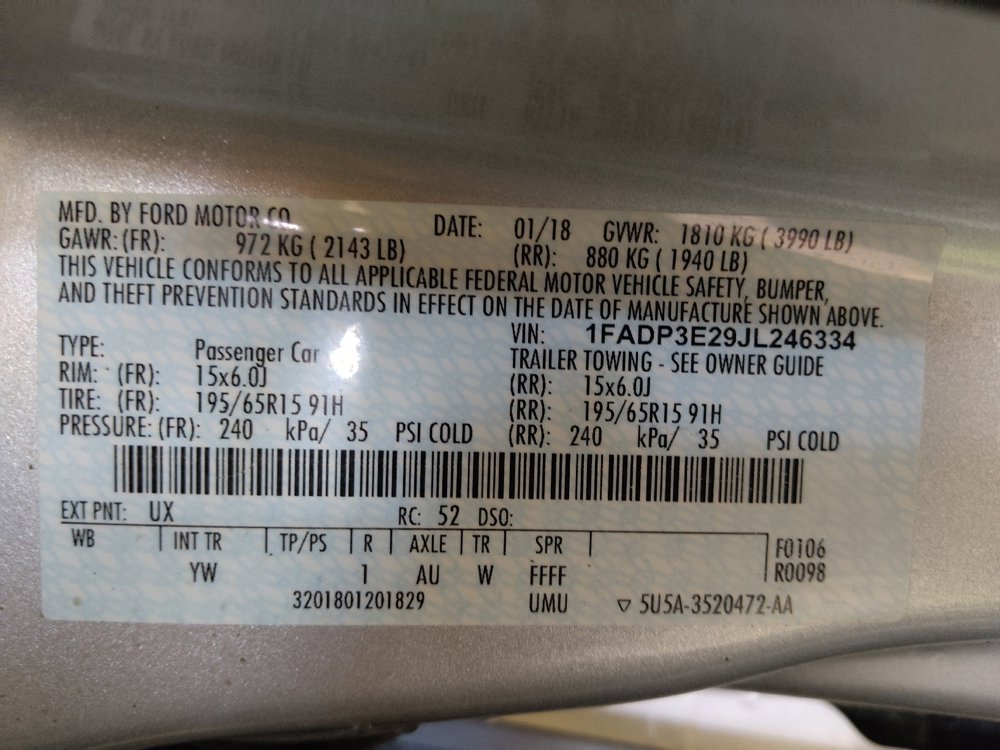 MFD. BY FORD MOTOR CO. DATE: 01/18 GVWR: 1810 KG ( 3990 LB)
GAWR: (FR): 972 KG ( 2143 LB) (RR): 880 KG ( 1940 LB)
THIS VEHICLE CONFORMS TO ALL APPLICABLE FEDERAL MOTOR VEHICLE SAFETY, BUMPER,
AND THEFT PREVENTION STANDARDS IN EFFECT ON THE DATE OF MANUFACTURE SHOWN ABOVE.
VIN: 1FADP3E29JL246334
TYPE: Passenger Car TRAILER TOWING - SEE OWNER GUIDE
RIM: (FR): 15x6.0J (RR): 15x6.0J
TIRE: (FR): 195/65R15 91H (RR): 195/65R15 91H
PRESSURE: (FR): 240 kPa/ 35 PSI COLD (RR): 240 kPa/ 35 PSI COLD
EXT PNT: UX RC: 52 DSO:
WB INT TR TP/PS R AXLE TR SPR F0106
YW 1 AU W FFFF R0098
3201801201829 UMU ▽ 5U5A-3520472-AA